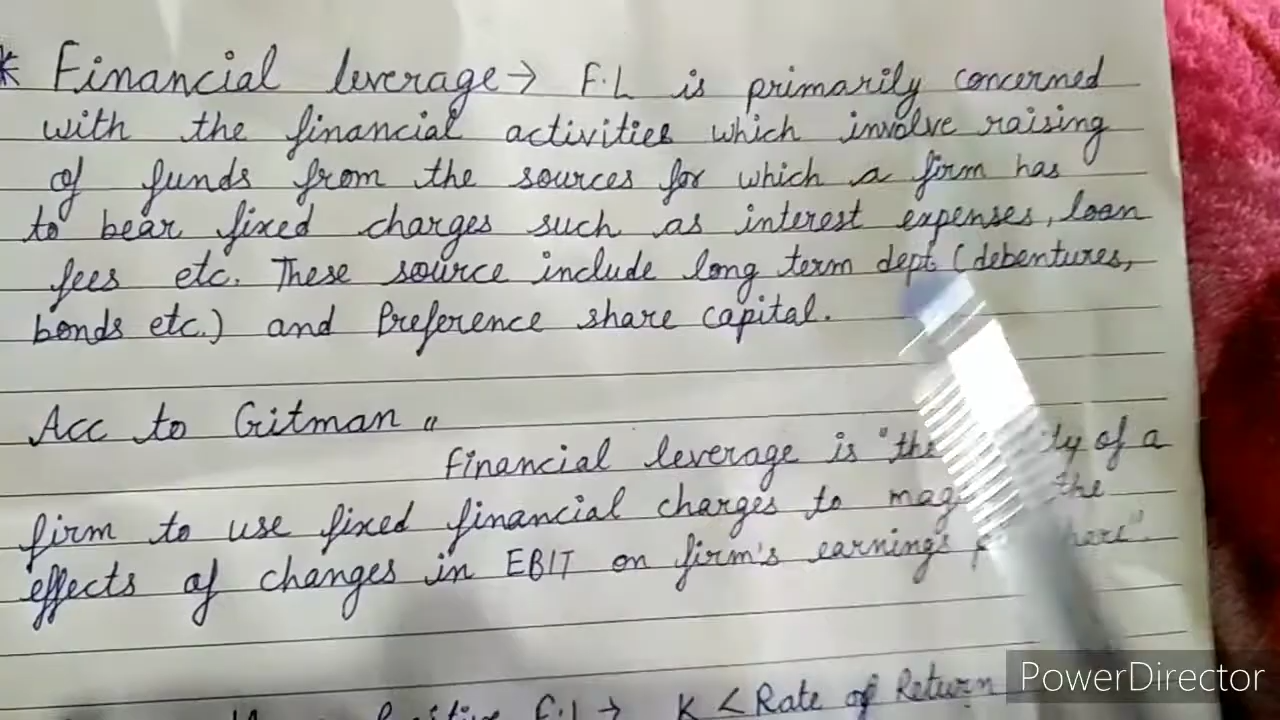 * Financial leverage → F.L is primarily concerned
with the financial activities which involve raising
of funds from the sources for which a firm has
to bear fixed charges such as interest expenses, loan
fees etc. These source include long term dept (debentures,
bonds etc.) and Preference share capital.
Acc to Gitman "
Financial leverage is "the of a
firm to use fixed financial charges to the
effects of changes in EBIT on firm's earning's
F.L → K < Rate of Return
PowerDirector